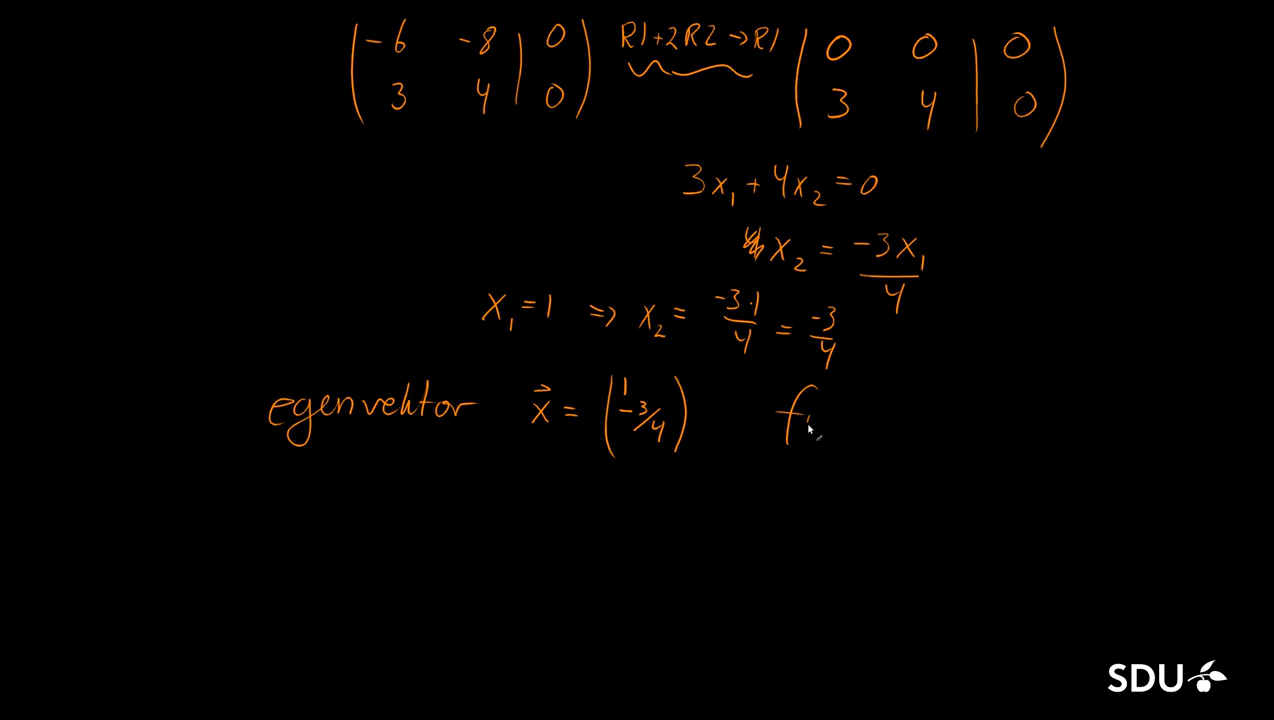 (-6 -8 | 0) R1+2R2→R1 (0 0 | 0)
(3 4 | 0) (3 4 | 0)
3x₁ + 4x₂ = 0
x₂ = -3x₁/4
x₁ = 1 => x₂ = -3·1/4 = -3/4
egenvektor x⃗ = (1 -3/4) f
SDU